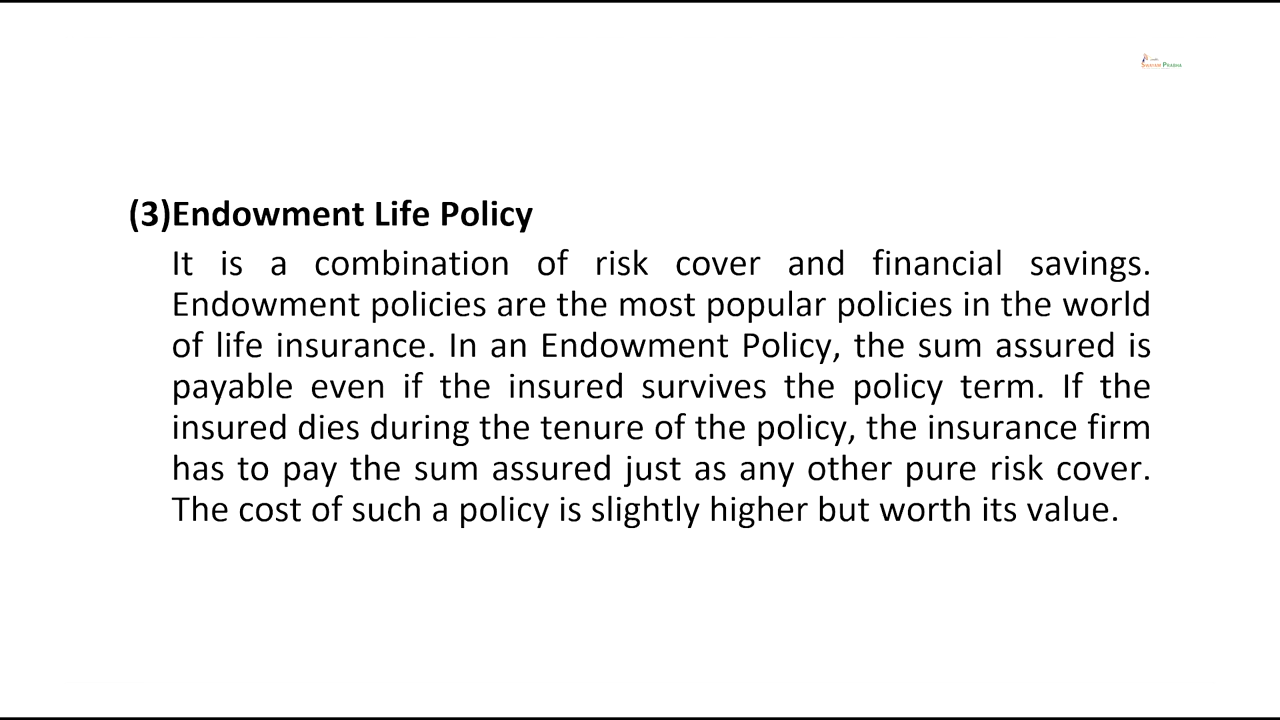 SWAYAM PRABHA
(3)Endowment Life Policy
It is a combination of risk cover and financial savings.
Endowment policies are the most popular policies in the world
of life insurance. In an Endowment Policy, the sum assured is
payable even if the insured survives the policy term. If the
insured dies during the tenure of the policy, the insurance firm
has to pay the sum assured just as any other pure risk cover.
The cost of such a policy is slightly higher but worth its value.